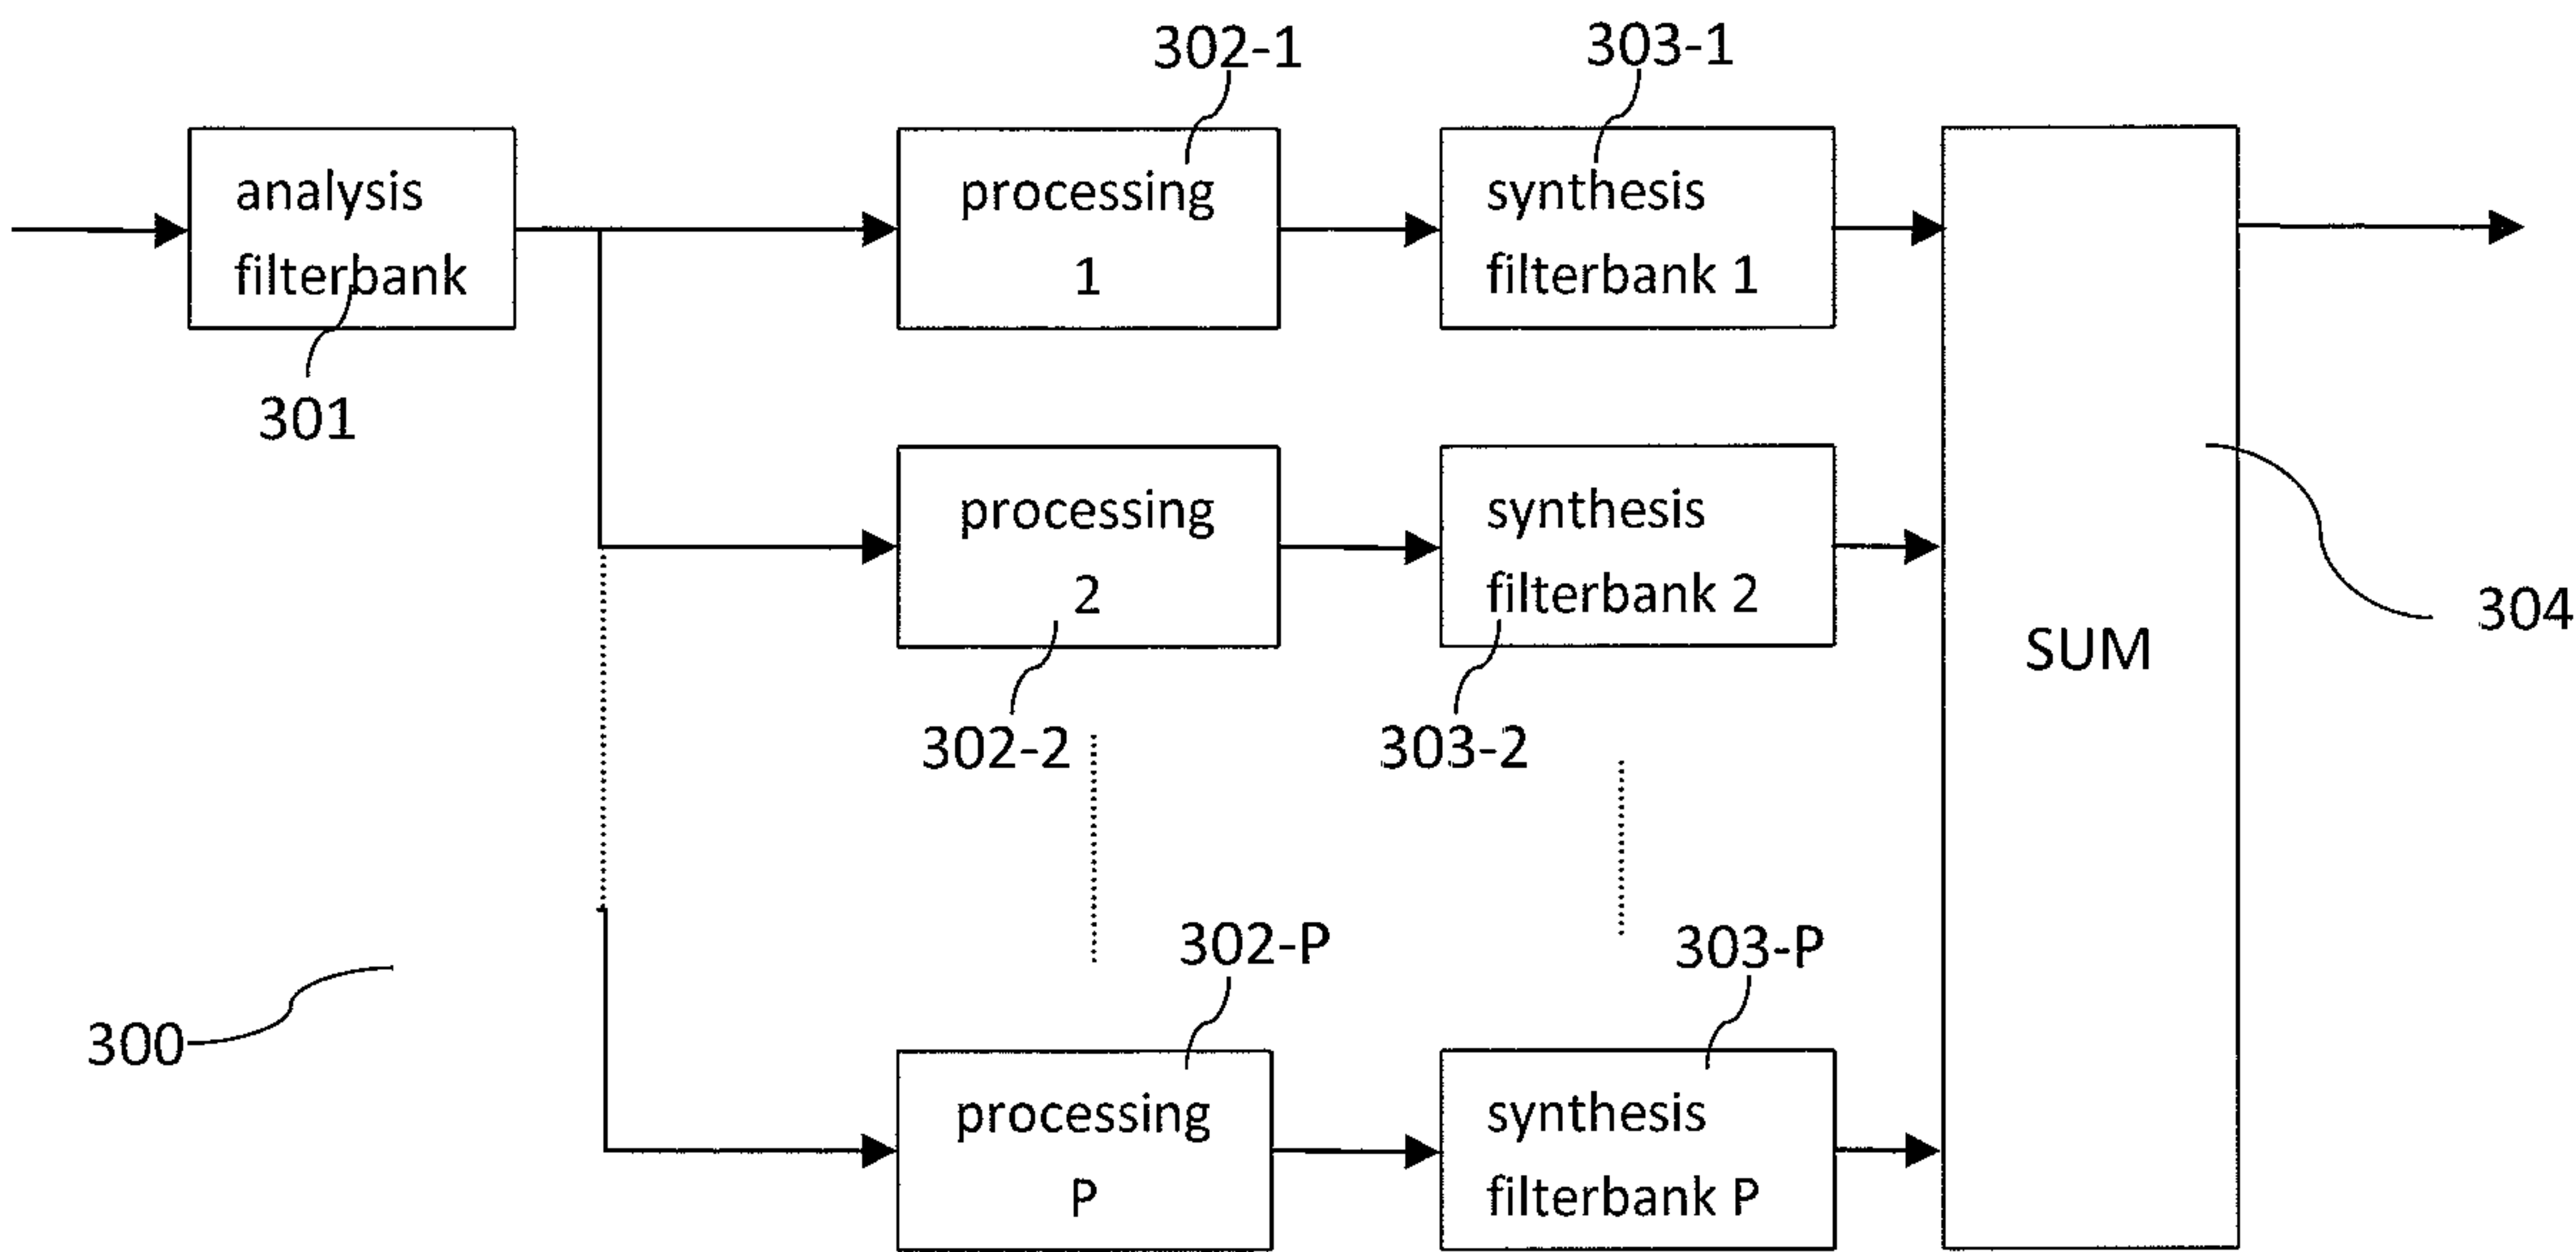 302-1
303-1
analysis
filterbank
301
processing
1
synthesis
filterbank 1
processing
2
302-2
synthesis
filterbank 2
303-2
SUM
304
300
302-P
303-P
processing
P
synthesis
filterbank P